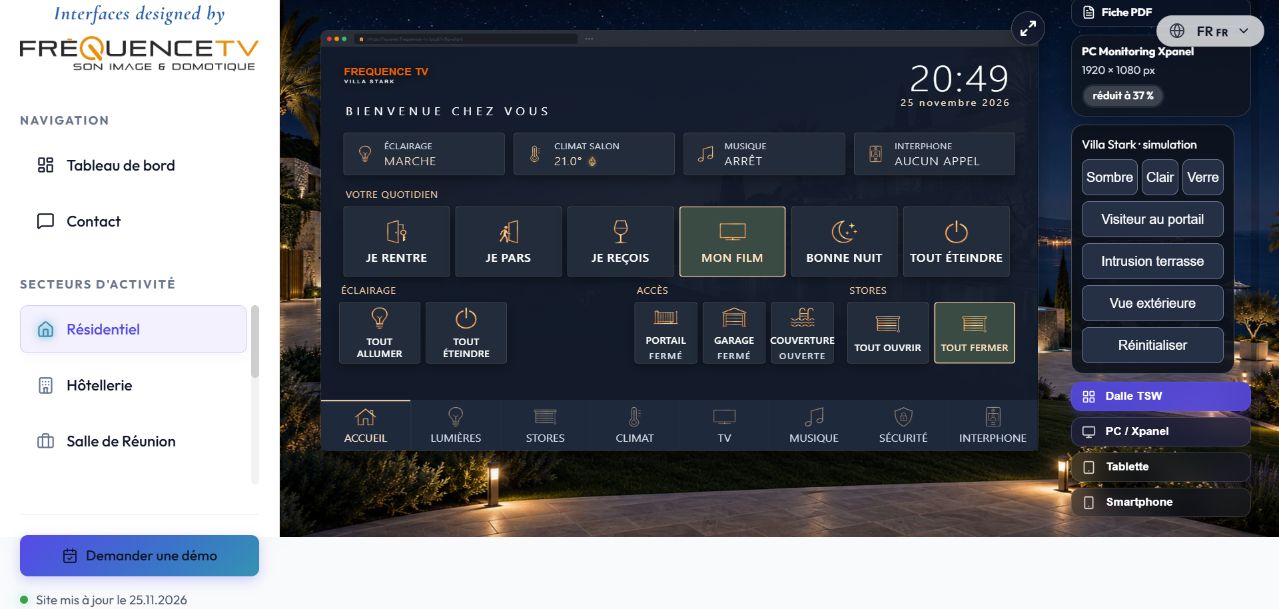 Interfaces designed by
FRÉQUENCETV
SON IMAGE & DOMOTIQUE
NAVIGATION
Tableau de bord
Contact
SECTEURS D'ACTIVITÉ
Résidentiel
Hôtellerie
Salle de Réunion
Demander une démo
Site mis à jour le 25.11.2026
FREQUENCE TV
VILLA STARK
20:49
25 novembre 2026
BIENVENUE CHEZ VOUS
ÉCLAIRAGE
MARCHE
CLIMAT SALON
21.0°
MUSIQUE
ARRÊT
INTERPHONE
AUCUN APPEL
VOTRE QUOTIDIEN
JE RENTRE
JE PARS
JE REÇOIS
MON FILM
BONNE NUIT
TOUT ÉTEINDRE
ÉCLAIRAGE
TOUT
ALLUMER
TOUT
ÉTEINDRE
ACCÈS
PORTAIL
FERMÉ
GARAGE
FERMÉ
COUVERTURE
OUVERTE
STORES
TOUT OUVRIR
TOUT FERMER
ACCUEIL
LUMIÈRES
STORES
CLIMAT
TV
MUSIQUE
SÉCURITÉ
INTERPHONE
Fiche PDF
FR FR
PC Monitoring Xpanel
1920 × 1080 px
réduit à 37 %
Villa Stark · simulation
Sombre
Clair
Verre
Visiteur au portail
Intrusion terrasse
Vue extérieure
Réinitialiser
Dalle TSW
PC / Xpanel
Tablette
Smartphone